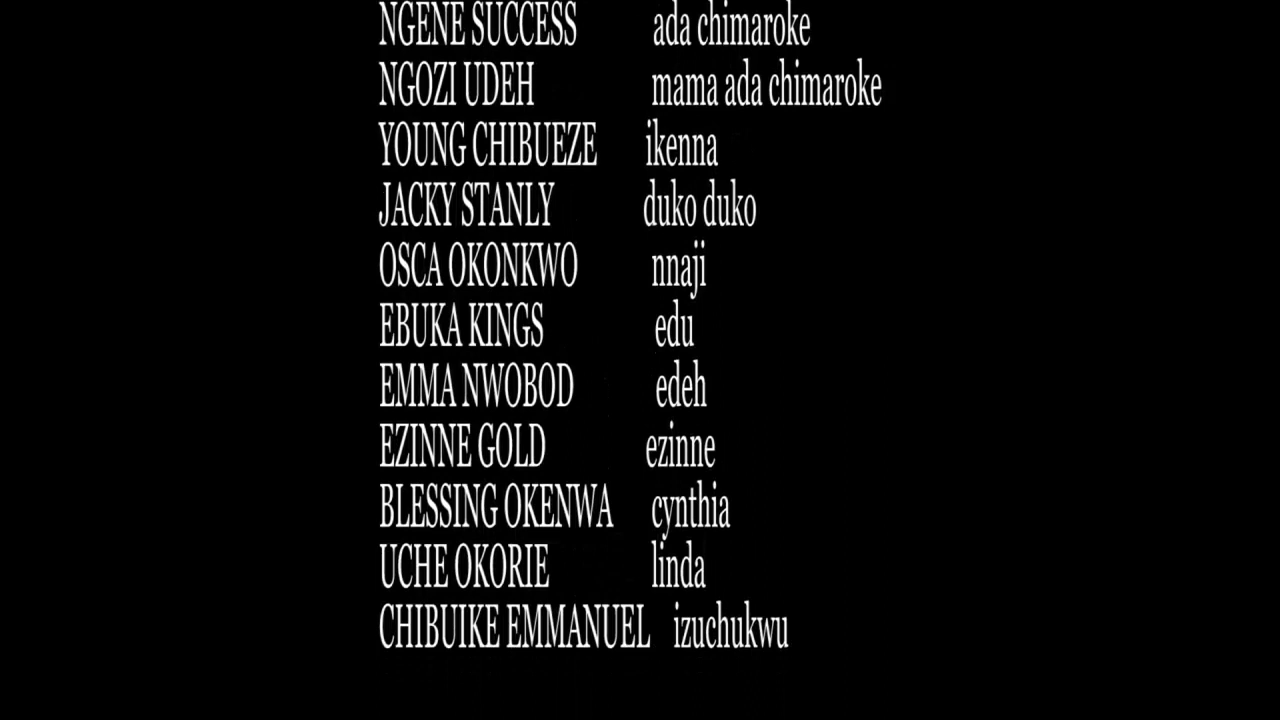 NGENE SUCCESS ada chimaroke
NGOZI UDEH mama ada chimaroke
YOUNG CHIBUEZE ikenna
JACKY STANLY duko duko
OSCA OKONKWO nnaji
EBUKA KINGS edu
EMMA NWOBOD edeh
EZINNE GOLD ezinne
BLESSING OKENWA cynthia
UCHE OKORIE linda
CHIBUIKE EMMANUEL izuchukwu